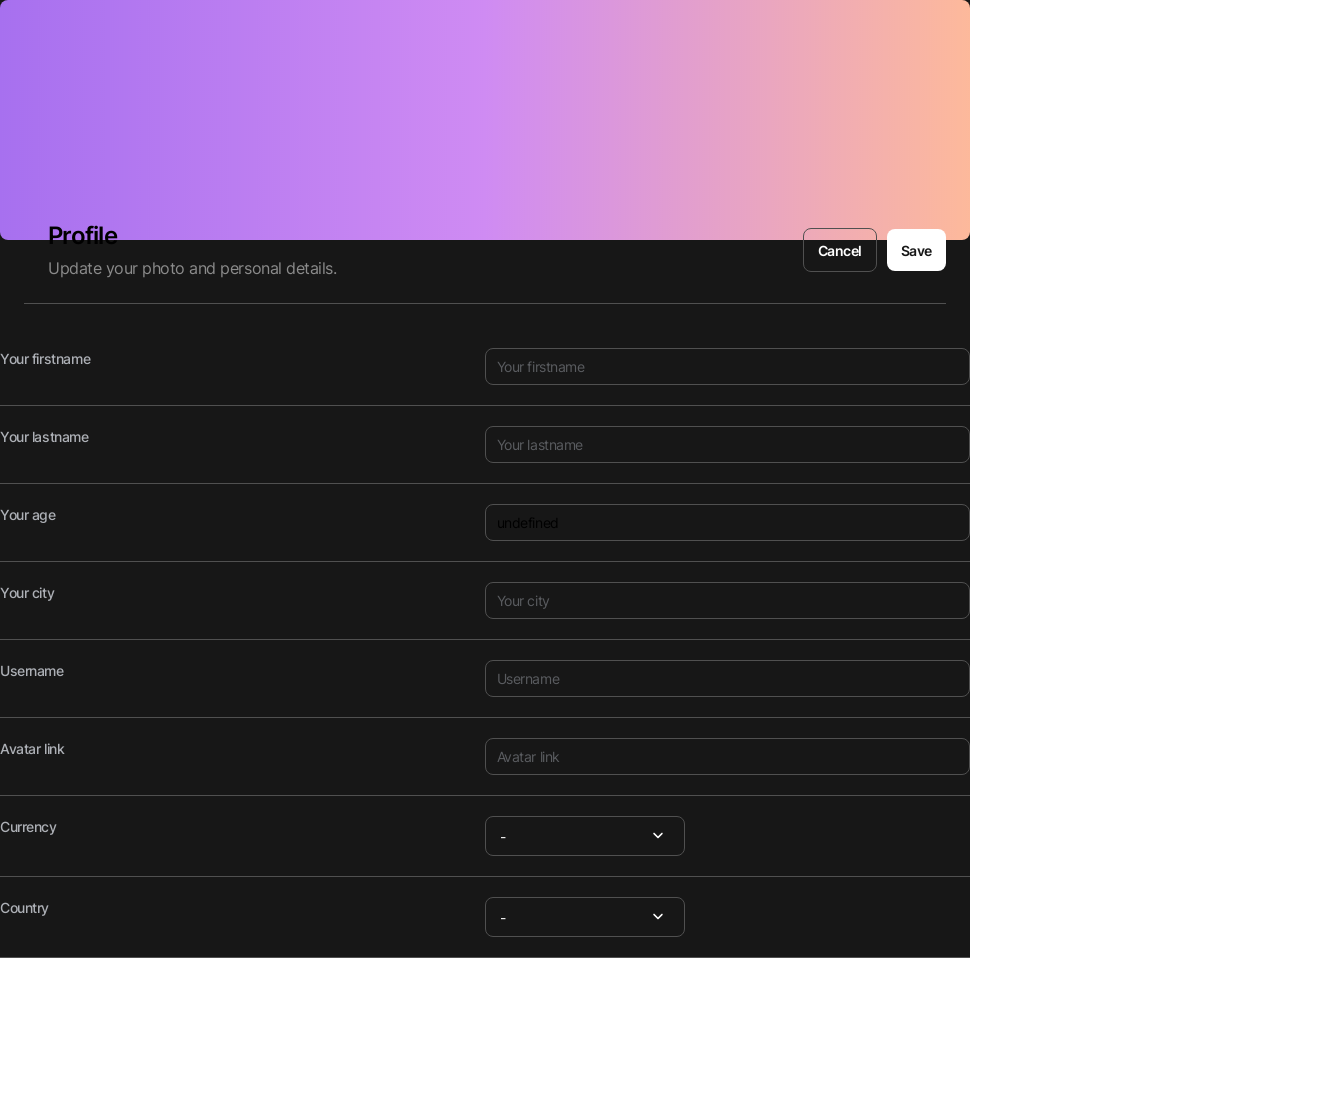 Profile
Update your photo and personal details.
Cancel
Save
Your firstname
Your firstname
Your lastname
Your lastname
Your age
undefined
Your city
Your city
Username
Username
Avatar link
Avatar link
Currency
-
Country
-